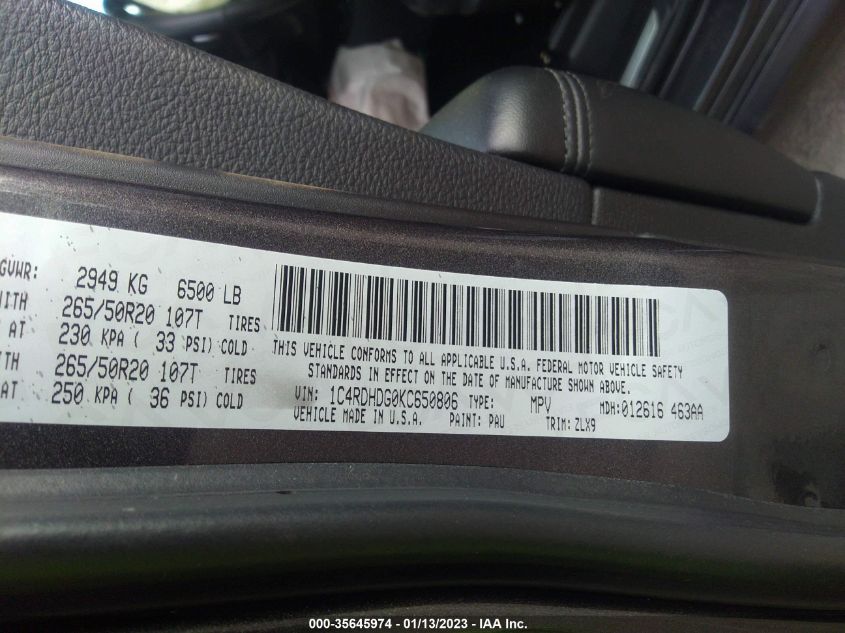 GVWR: 2949 KG 6500 LB
WITH 265/50R20 107T TIRES
AT 230 KPA ( 33 PSI) COLD
WITH 265/50R20 107T TIRES
AT 250 KPA ( 36 PSI) COLD
THIS VEHICLE CONFORMS TO ALL APPLICABLE U.S.A. FEDERAL MOTOR VEHICLE SAFETY
STANDARDS IN EFFECT ON THE DATE OF MANUFACTURE SHOWN ABOVE.
VIN: 1C4RDHDG0KC650806 TYPE: MPV MDH:012616 463AA
VEHICLE MADE IN U.S.A. PAINT: PAU TRIM: ZLX9
000-35645974 - 01/13/2023 - IAA Inc.